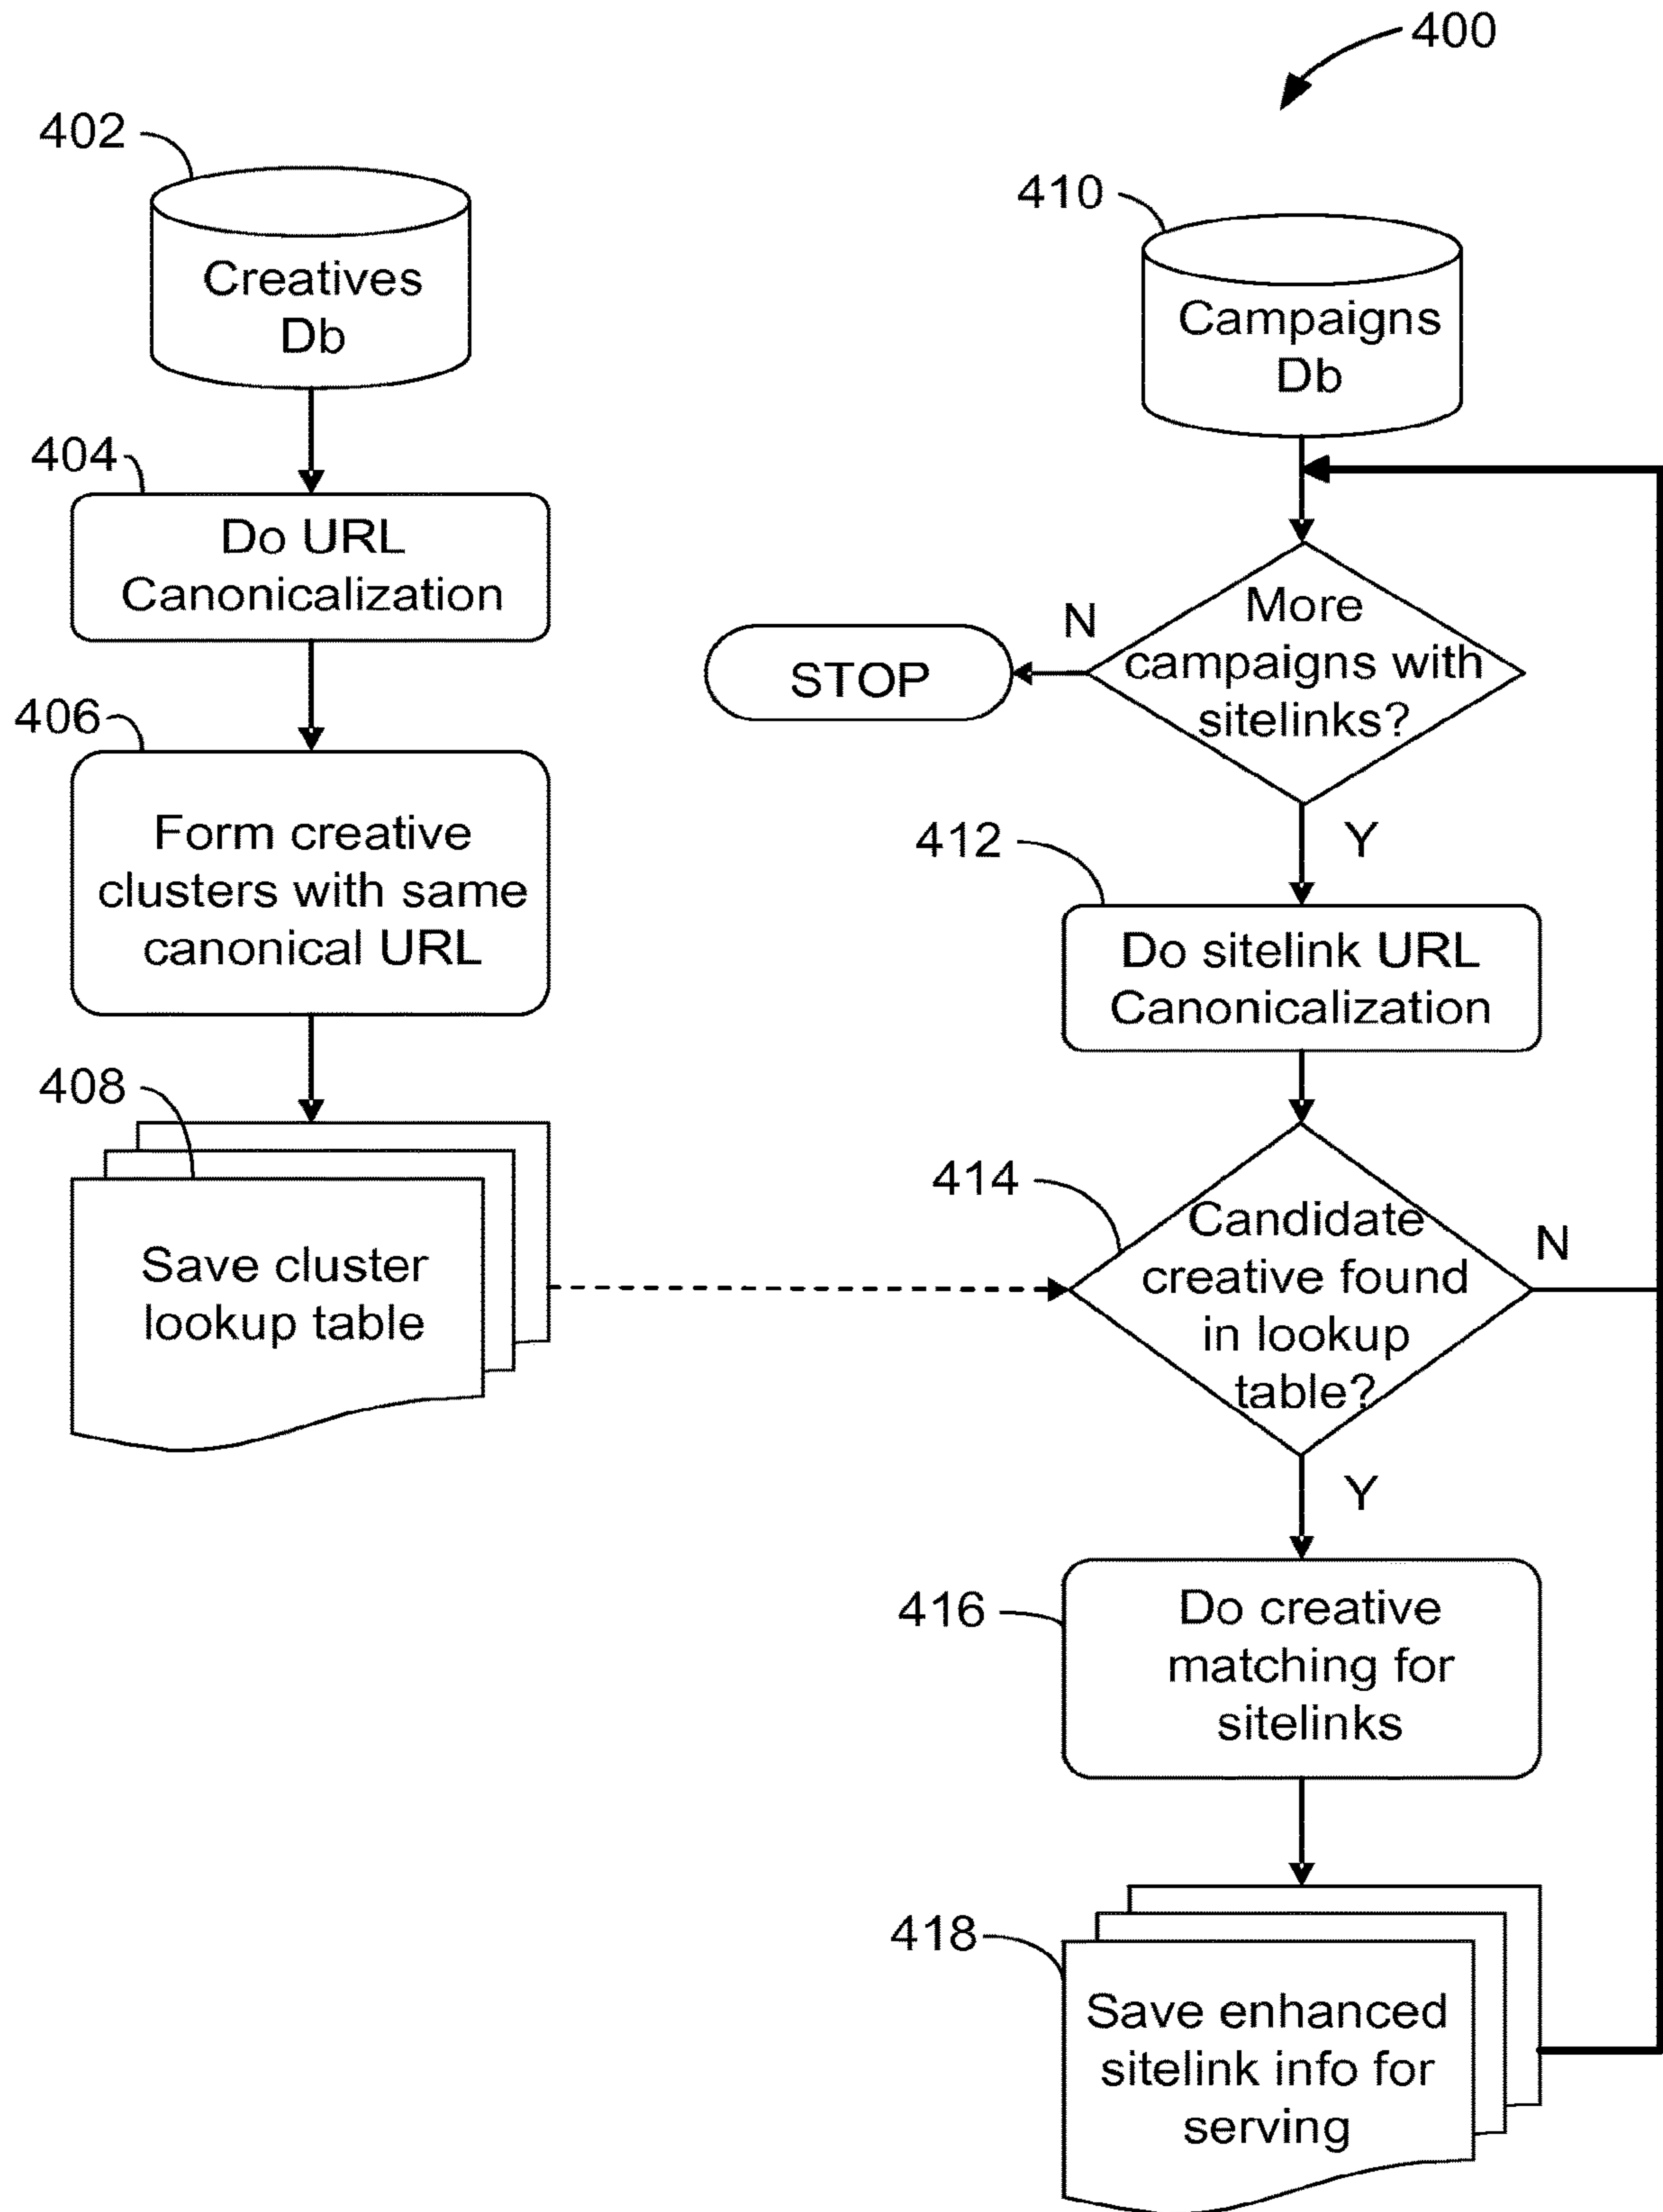 400
402
Creatives
Db
404
Do URL
Canonicalization
406
Form creative
clusters with same
canonical URL
408
Save cluster
lookup table
410
Campaigns
Db
More
campaigns with
sitelinks?
N
STOP
Y
412
Do sitelink URL
Canonicalization
414
Candidate
creative found
in lookup
table?
N
Y
416
Do creative
matching for
sitelinks
418
Save enhanced
sitelink info for
serving